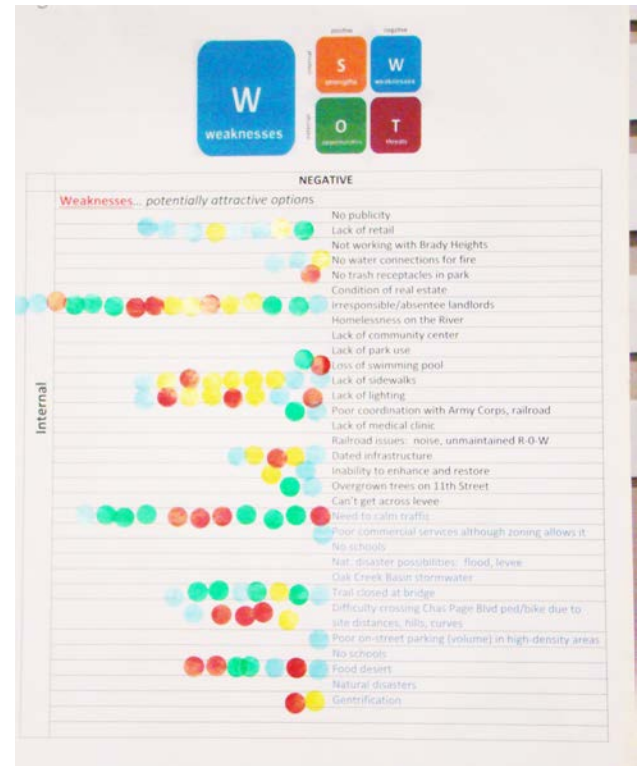 positive
negative
internal
S
strengths
W
weaknesses
W
weaknesses
external
O
opportunities
T
threats
NEGATIVE
Weaknesses... potentially attractive options
Internal
No publicity
Lack of retail
Not working with Brady Heights
No water connections for fire
No trash receptacles in park
Condition of real estate
Irresponsible/absentee landlords
Homelessness on the River
Lack of community center
Lack of park use
Loss of swimming pool
Lack of sidewalks
Lack of lighting
Poor coordination with Army Corps, railroad
Lack of medical clinic
Railroad issues: noise, unmaintained R-0-W
Dated infrastructure
Inability to enhance and restore
Overgrown trees on 11th Street
Can't get across levee
Need to calm traffic
Poor commercial services although zoning allows it
No schools
Nat. disaster possibilities: flood, levee
Oak Creek Basin stormwater
Trail closed at bridge
Difficulty crossing Chas Page Blvd ped/bike due to
site distances, hills, curves
Poor on-street parking (volume) in high-density areas
No schools
Food desert
Natural disasters
Gentrification